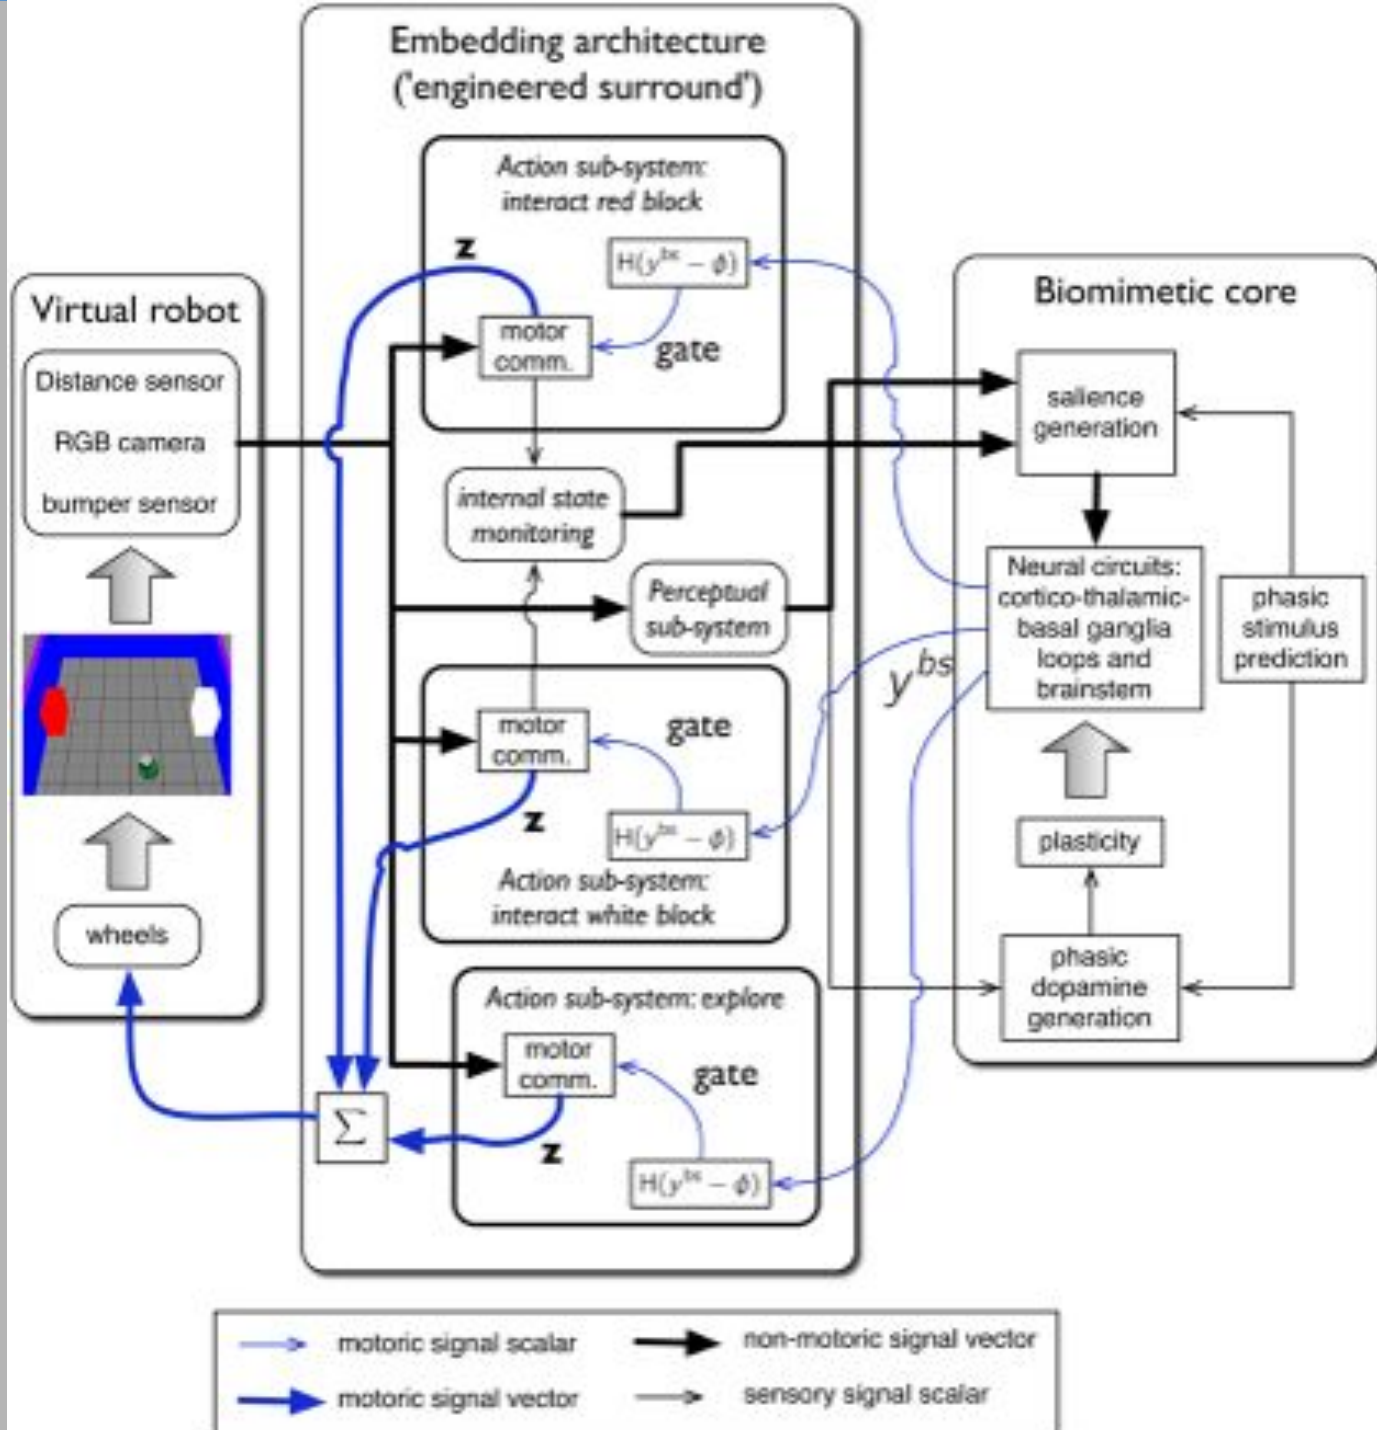 Embedding architecture
('engineered surround')
Action sub-system:
interact red block
z
H(y^bs − ϕ)
motor
comm.
gate
internal state
monitoring
Perceptual
sub-system
motor
comm.
gate
z
H(y^bs − ϕ)
Action sub-system:
interact white block
Action sub-system: explore
motor
comm.
gate
z
H(y^bs − ϕ)
Σ
Virtual robot
Distance sensor
RGB camera
bumper sensor
wheels
y^bs
Biomimetic core
salience
generation
Neural circuits:
cortico-thalamic-
basal ganglia
loops and
brainstem
phasic
stimulus
prediction
plasticity
phasic
dopamine
generation
motoric signal scalar
non-motoric signal vector
motoric signal vector
sensory signal scalar